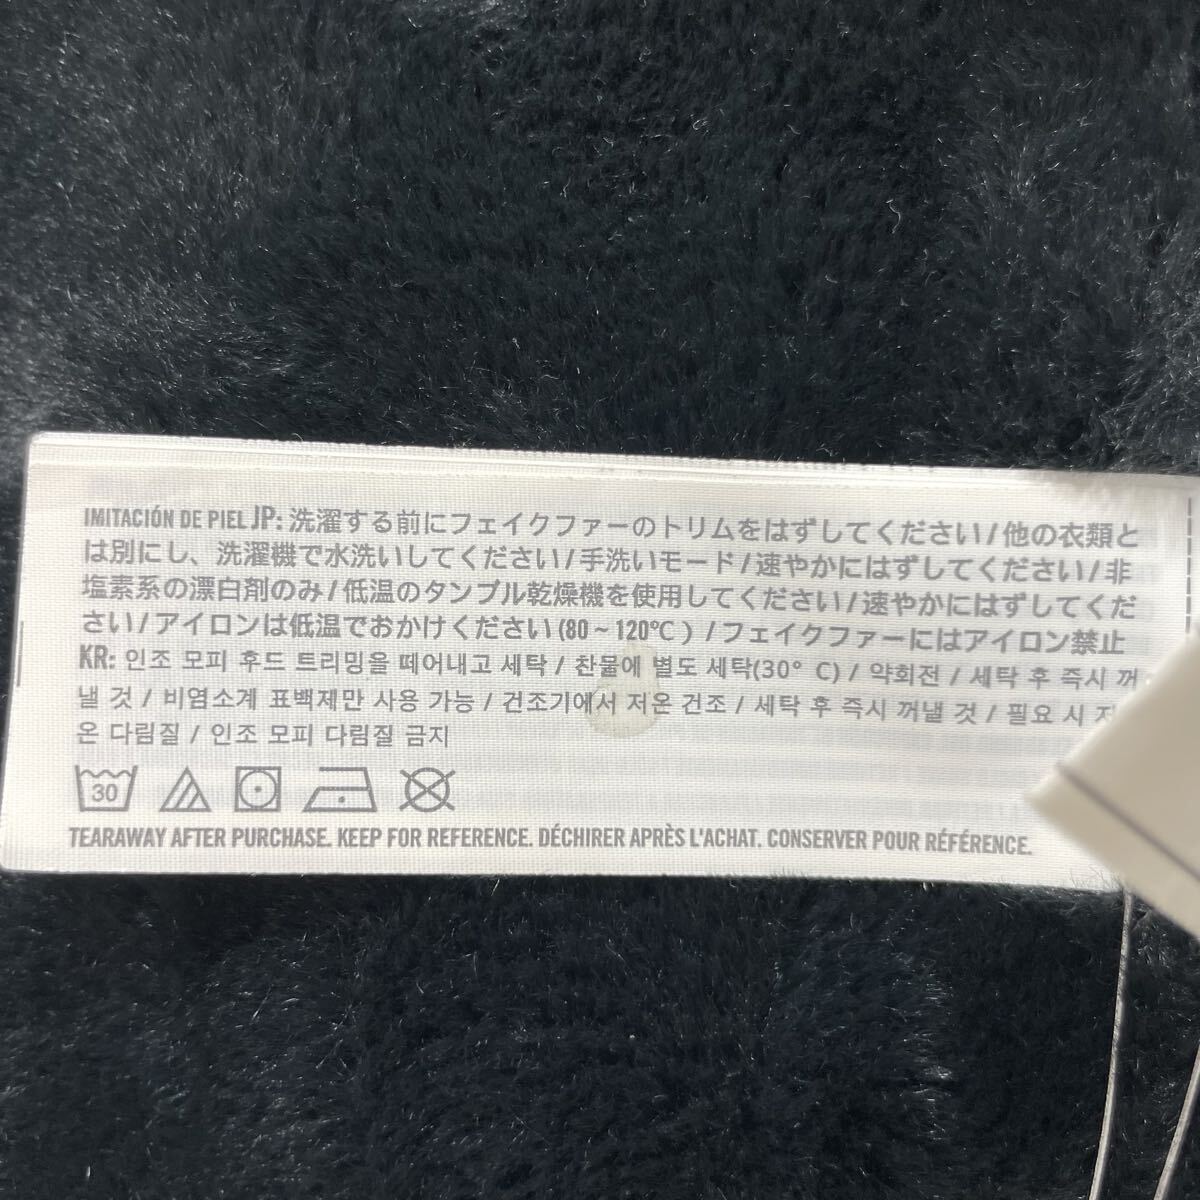 IMITACIÓN DE PIEL JP: 洗濯する前にフェイクファーのトリムをはずしてください/他の衣類と
は別にし、洗濯機で水洗いしてください/手洗いモード/速やかにはずしてください/非
塩素系の漂白剤のみ/低温のタンブル乾燥機を使用してください/速やかにはずしてくだ
さい/アイロンは低温でおかけください(80~120℃)/フェイクファーにはアイロン禁止
KR: 인조 모피 후드 트리밍을 떼어내고 세탁 / 찬물에 별도 세탁(30° C) / 약회전 / 세탁 후 즉시 꺼
낼 것 / 비염소계 표백제만 사용 가능 / 건조기에서 저온 건조 / 세탁 후 즉시 꺼낼 것 / 필요 시 저
온 다림질 / 인조 모피 다림질 금지
30
TEARAWAY AFTER PURCHASE. KEEP FOR REFERENCE. DÉCHIRER APRÈS L'ACHAT. CONSERVER POUR RÉFÉRENCE.